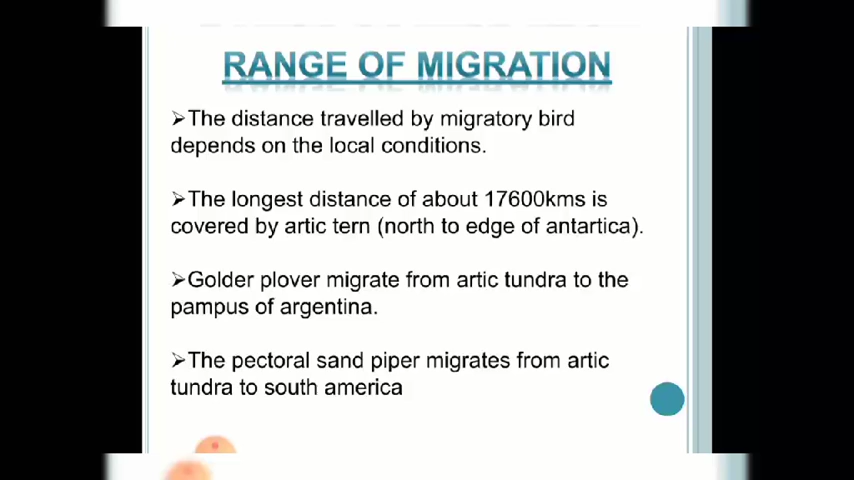 RANGE OF MIGRATION
➢The distance travelled by migratory bird
depends on the local conditions.
➢The longest distance of about 17600kms is
covered by artic tern (north to edge of antartica).
➢Golder plover migrate from artic tundra to the
pampus of argentina.
➢The pectoral sand piper migrates from artic
tundra to south america